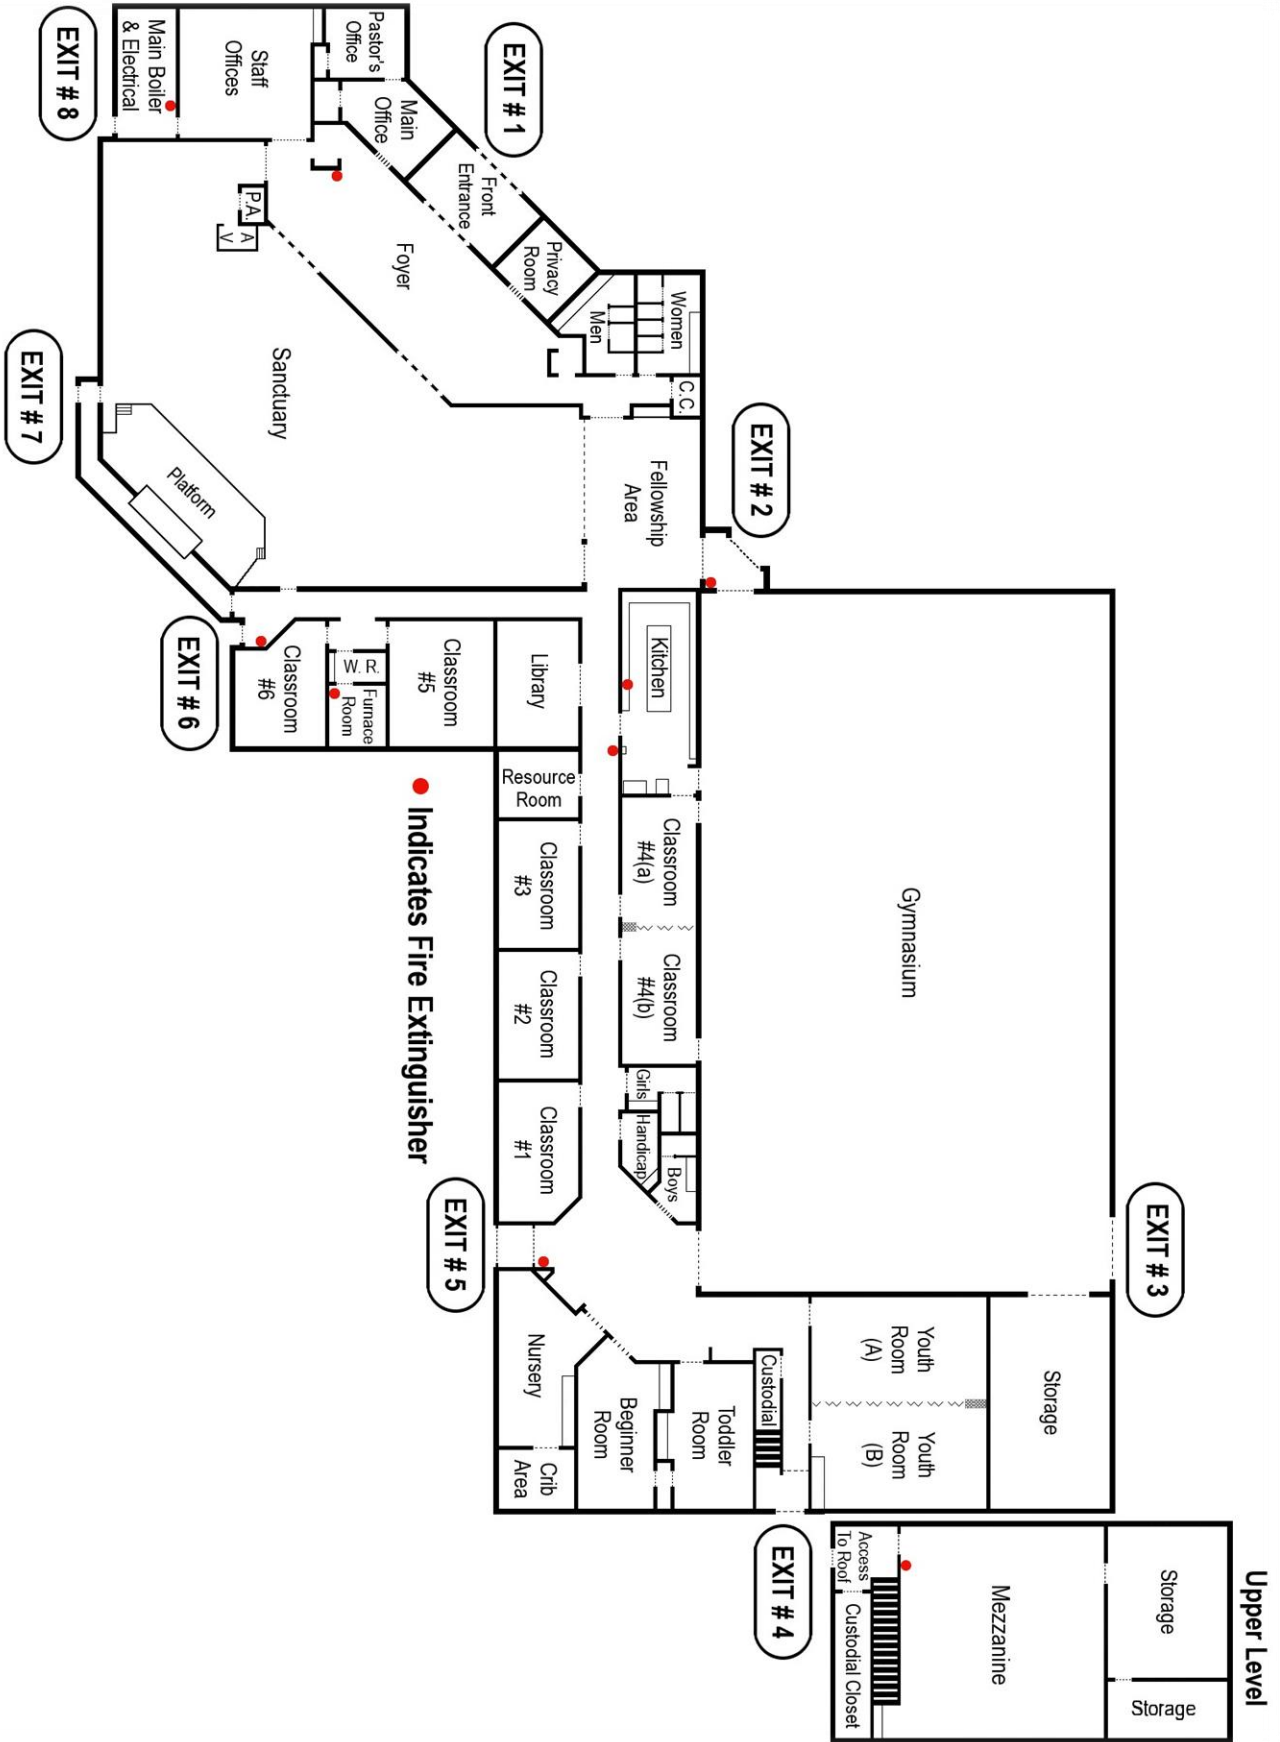 EXIT # 8
Main Boiler
& Electrical
Staff
Offices
Pastor's
Office
Main
Office
EXIT # 1
Front
Entrance
Privacy
Room
P.A.
A
V
Foyer
Men
Women
C.C.
Sanctuary
EXIT # 7
Platform
Fellowship
Area
EXIT # 2
EXIT # 6
Classroom
#6
W. R.
Furnace
Room
Classroom
#5
Library
Kitchen
Resource
Room
Classroom
#3
Classroom
#2
Classroom
#1
Classroom
#4(a)
Classroom
#4(b)
Girls
Handicap
Boys
Gymnasium
Indicates Fire Extinguisher
EXIT # 5
EXIT # 3
Nursery
Crib
Area
Beginner
Room
Toddler
Room
Custodial
Youth
Room
(A)
Youth
Room
(B)
Storage
EXIT # 4
Upper Level
Access
To Roof
Custodial Closet
Mezzanine
Storage
Storage